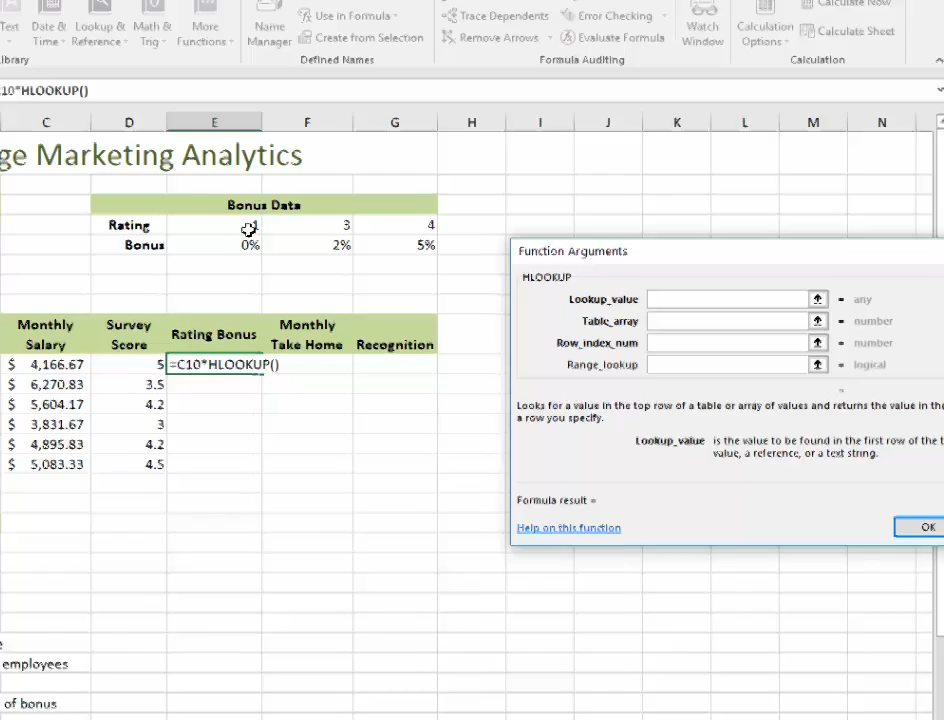 Text Date & Lookup & Math & More Name Use in Formula Trace Dependents Error Checking Watch Calculation Calculate Now
Time Reference Trig Functions Manager Create from Selection Remove Arrows Evaluate Formula Window Options Calculate Sheet
Library Defined Names Formula Auditing Calculation
C10*HLOOKUP()
C D E F G H I J K L M N
ge Marketing Analytics
Bonus Data
Rating 1 3 4
Bonus 0% 2% 5%
Function Arguments
HLOOKUP
Lookup_value = any
Table_array = number
Row_index_num = number
Range_lookup = logical
=
Looks for a value in the top row of a table or array of values and returns the value in the
a row you specify.
Lookup_value is the value to be found in the first row of the t
value, a reference, or a text string.
Formula result =
Help on this function OK
Monthly Survey Rating Bonus Monthly Recognition
Salary Score Take Home
$ 4,166.67 5 =C10*HLOOKUP()
$ 6,270.83 3.5
$ 5,604.17 4.2
$ 3,831.67 3
$ 4,895.83 4.2
$ 5,083.33 4.5
e
employees
of bonus